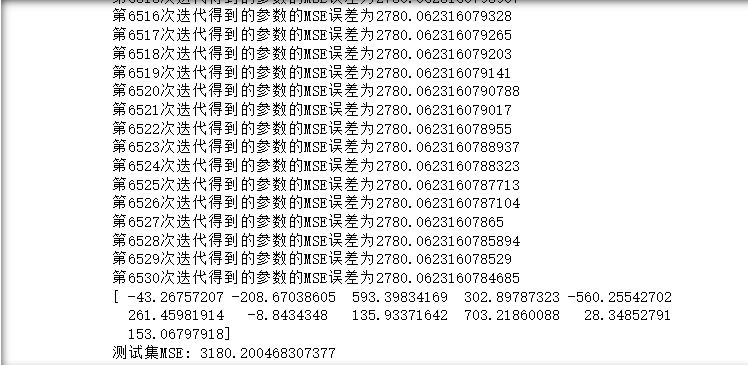 第6516次迭代得到的参数的MSE误差为2780.062316079328
第6517次迭代得到的参数的MSE误差为2780.062316079265
第6518次迭代得到的参数的MSE误差为2780.062316079203
第6519次迭代得到的参数的MSE误差为2780.062316079141
第6520次迭代得到的参数的MSE误差为2780.0623160790788
第6521次迭代得到的参数的MSE误差为2780.062316079017
第6522次迭代得到的参数的MSE误差为2780.062316078955
第6523次迭代得到的参数的MSE误差为2780.0623160788937
第6524次迭代得到的参数的MSE误差为2780.0623160788323
第6525次迭代得到的参数的MSE误差为2780.0623160787713
第6526次迭代得到的参数的MSE误差为2780.0623160787104
第6527次迭代得到的参数的MSE误差为2780.06231607865
第6528次迭代得到的参数的MSE误差为2780.0623160785894
第6529次迭代得到的参数的MSE误差为2780.062316078529
第6530次迭代得到的参数的MSE误差为2780.0623160784685
[ -43.26757207 -208.67038605 593.39834169 302.89787323 -560.25542702
261.45981914 -8.8434348 135.93371642 703.21860088 28.34852791
153.06797918]
测试集MSE: 3180.200468307377